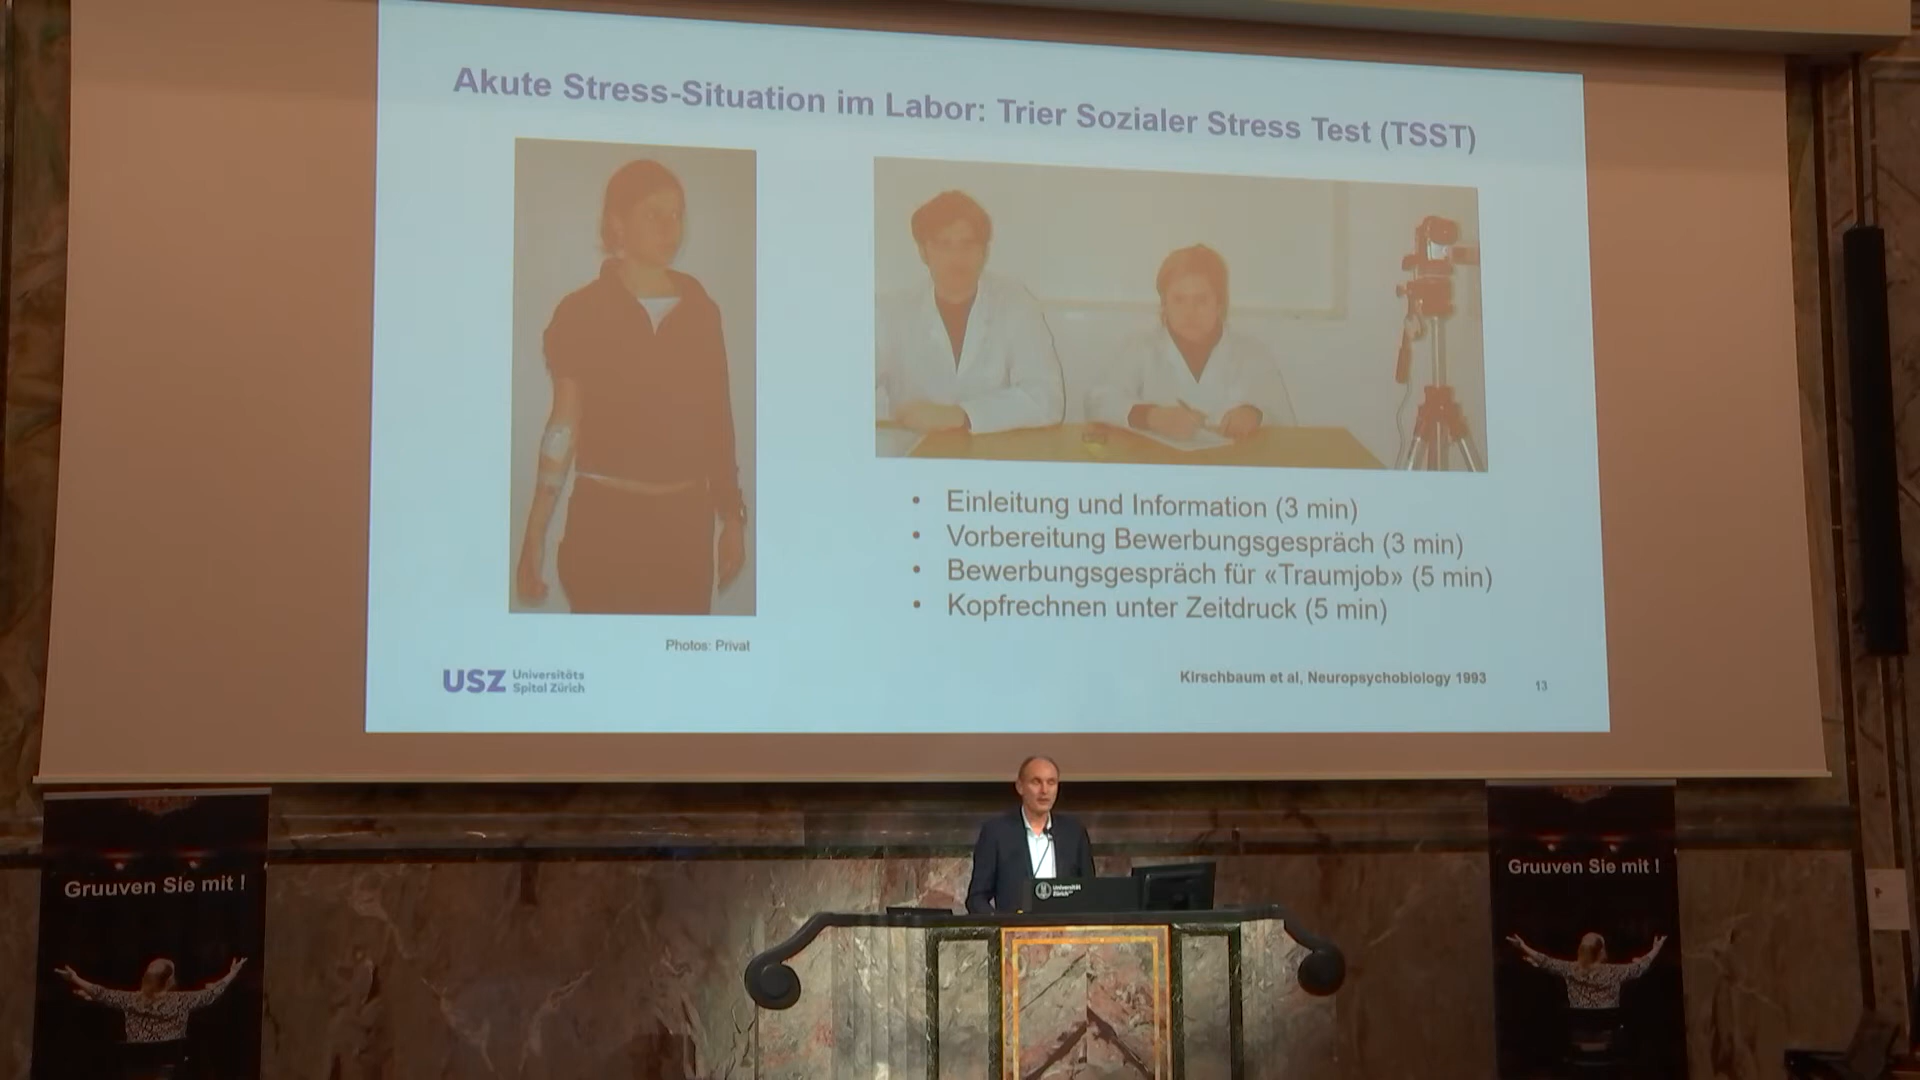 Akute Stress-Situation im Labor: Trier Sozialer Stress Test (TSST)
• Einleitung und Information (3 min)
• Vorbereitung Bewerbungsgespräch (3 min)
• Bewerbungsgespräch für «Traumjob» (5 min)
• Kopfrechnen unter Zeitdruck (5 min)
Photos: Privat
USZ Universitäts
Spital Zürich
Kirschbaum et al, Neuropsychobiology 1993
13
Gruuven Sie mit !
Universität
Zürich
Gruuven Sie mit !